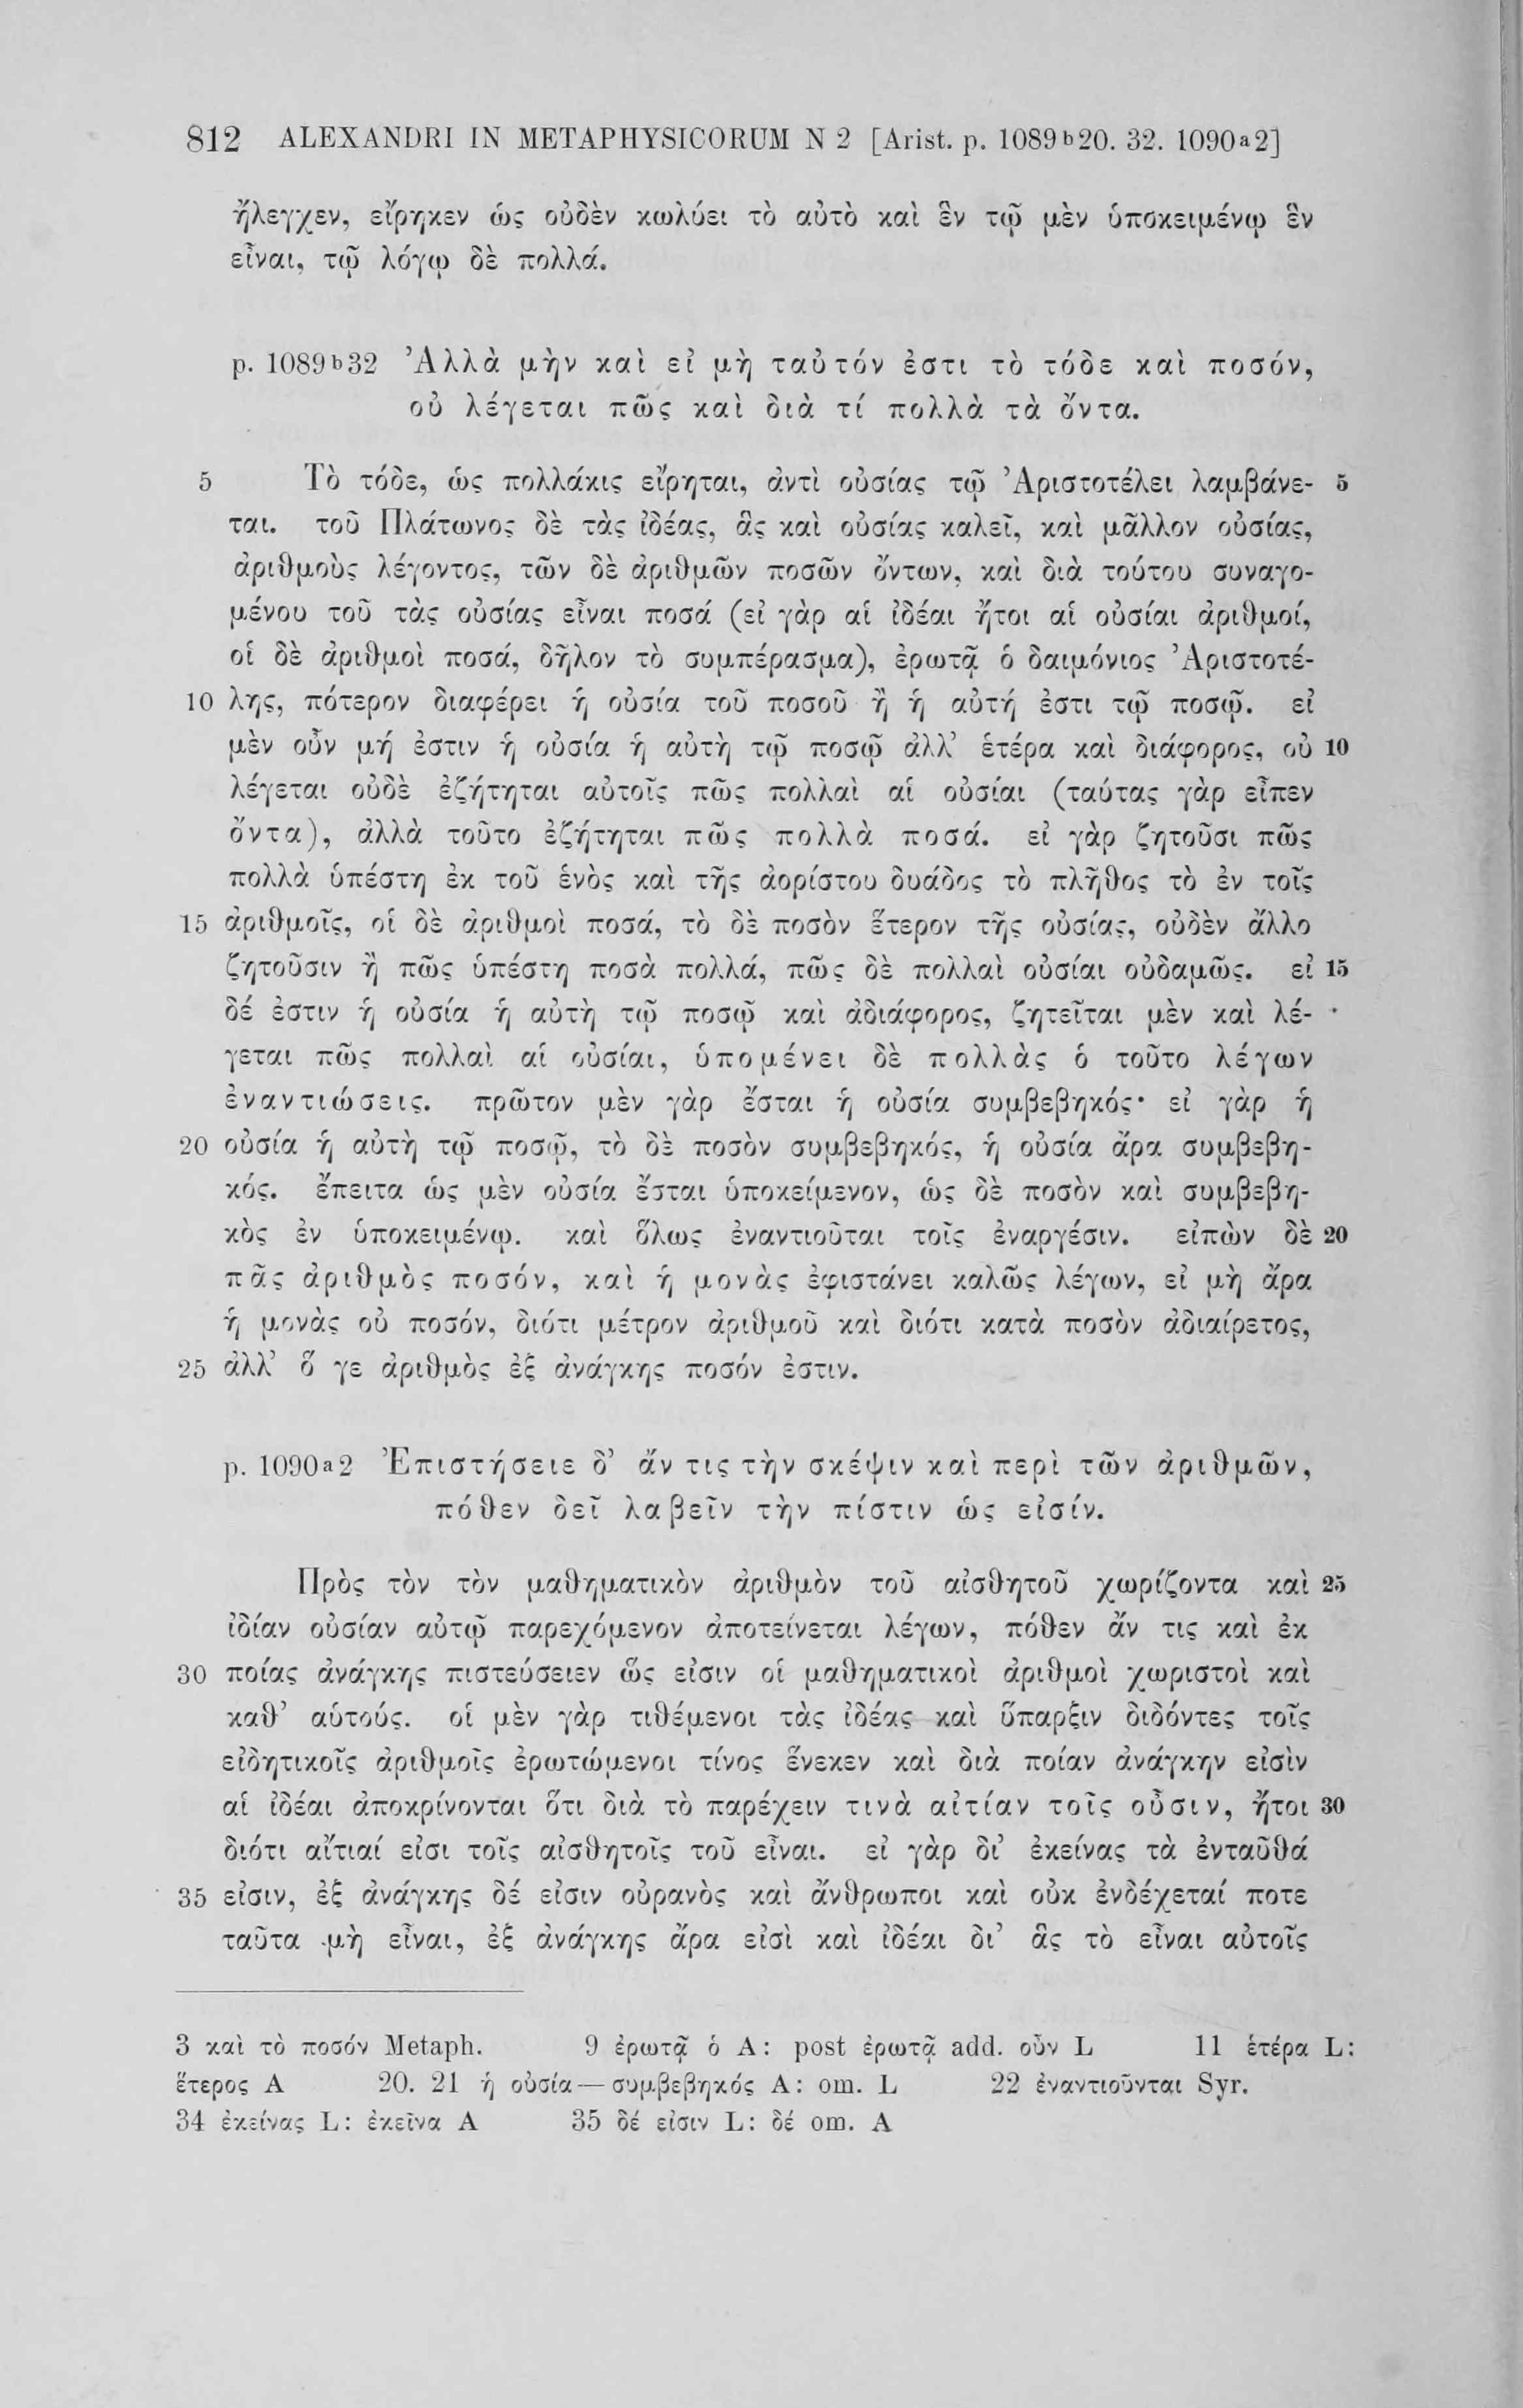 812 ALEXANDRI IN METAPHYSICORUM N 2 [Arist. p. 1089b20. 32. 1090a2]
ἤλεγχεν, εἴρηκεν ὡς οὐδὲν κωλύει τὸ αὐτὸ καὶ ἓν τῷ μὲν ὑποκειμένῳ ἓν
εἶναι, τῷ λόγῳ δὲ πολλά.
p. 1089b32 Ἀλλὰ μὴν καὶ εἰ μὴ ταὐτόν ἐστι τὸ τόδε καὶ ποσόν,
οὐ λέγεται πῶς καὶ διὰ τί πολλὰ τὰ ὄντα.
5 Τὸ τόδε, ὡς πολλάκις εἴρηται, ἀντὶ οὐσίας τῷ Ἀριστοτέλει λαμβάνε- 5
ται. τοῦ Πλάτωνος δὲ τὰς ἰδέας, ἃς καὶ οὐσίας καλεῖ, καὶ μᾶλλον οὐσίας,
ἀριθμοὺς λέγοντος, τῶν δὲ ἀριθμῶν ποσῶν ὄντων, καὶ διὰ τούτου συναγο-
μένου τοῦ τὰς οὐσίας εἶναι ποσά (εἰ γὰρ αἱ ἰδέαι ἤτοι αἱ οὐσίαι ἀριθμοί,
οἱ δὲ ἀριθμοὶ ποσά, δῆλον τὸ συμπέρασμα), ἐρωτᾷ ὁ δαιμόνιος Ἀριστοτέ-
10 λης, πότερον διαφέρει ἡ οὐσία τοῦ ποσοῦ ἢ ἡ αὐτή ἐστι τῷ ποσῷ. εἰ
μὲν οὖν μή ἐστιν ἡ οὐσία ἡ αὐτὴ τῷ ποσῷ ἀλλ’ ἑτέρα καὶ διάφορος, οὐ 10
λέγεται οὐδὲ ἐζήτηται αὐτοῖς πῶς πολλαὶ αἱ οὐσίαι (ταύτας γὰρ εἶπεν
ὄντα), ἀλλὰ τοῦτο ἐζήτηται πῶς πολλὰ ποσά. εἰ γὰρ ζητοῦσι πῶς
πολλὰ ὑπέστη ἐκ τοῦ ἑνὸς καὶ τῆς ἀορίστου δυάδος τὸ πλῆθος τὸ ἐν τοῖς
15 ἀριθμοῖς, οἱ δὲ ἀριθμοὶ ποσά, τὸ δὲ ποσὸν ἕτερον τῆς οὐσίας, οὐδὲν ἄλλο
ζητοῦσιν ἢ πῶς ὑπέστη ποσὰ πολλά, πῶς δὲ πολλαὶ οὐσίαι οὐδαμῶς. εἰ 15
δέ ἐστιν ἡ οὐσία ἡ αὐτὴ τῷ ποσῷ καὶ ἀδιάφορος, ζητεῖται μὲν καὶ λέ-
γεται πῶς πολλαὶ αἱ οὐσίαι, ὑπομένει δὲ πολλὰς ὁ τοῦτο λέγων
ἐναντιώσεις. πρῶτον μὲν γὰρ ἔσται ἡ οὐσία συμβεβηκός· εἰ γὰρ ἡ
20 οὐσία ἡ αὐτὴ τῷ ποσῷ, τὸ δὲ ποσὸν συμβεβηκός, ἡ οὐσία ἄρα συμβεβη-
κός. ἔπειτα ὡς μὲν οὐσία ἔσται ὑποκείμενον, ὡς δὲ ποσὸν καὶ συμβεβη-
κὸς ἐν ὑποκειμένῳ. καὶ ὅλως ἐναντιοῦται τοῖς ἐναργέσιν. εἰπὼν δὲ 20
πᾶς ἀριθμὸς ποσόν, καὶ ἡ μονὰς ἐφιστάνει καλῶς λέγων, εἰ μὴ ἄρα
ἡ μονὰς οὐ ποσόν, διότι μέτρον ἀριθμοῦ καὶ διότι κατὰ ποσὸν ἀδιαίρετος,
25 ἀλλ’ ὅ γε ἀριθμὸς ἐξ ἀνάγκης ποσόν ἐστιν.
p. 1090a2 Ἐπιστήσειε δ’ ἄν τις τὴν σκέψιν καὶ περὶ τῶν ἀριθμῶν,
πόθεν δεῖ λαβεῖν τὴν πίστιν ὡς εἰσίν.
Πρὸς τὸν τὸν μαθηματικὸν ἀριθμὸν τοῦ αἰσθητοῦ χωρίζοντα καὶ 25
ἰδίαν οὐσίαν αὐτῷ παρεχόμενον ἀποτείνεται λέγων, πόθεν ἄν τις καὶ ἐκ
30 ποίας ἀνάγκης πιστεύσειεν ὥς εἰσιν οἱ μαθηματικοὶ ἀριθμοὶ χωριστοὶ καὶ
καθ’ αὑτούς. οἱ μὲν γὰρ τιθέμενοι τὰς ἰδέας καὶ ὕπαρξιν διδόντες τοῖς
εἰδητικοῖς ἀριθμοῖς ἐρωτώμενοι τίνος ἕνεκεν καὶ διὰ ποίαν ἀνάγκην εἰσὶν
αἱ ἰδέαι ἀποκρίνονται ὅτι διὰ τὸ παρέχειν τινὰ αἰτίαν τοῖς οὖσιν, ἤτοι 30
διότι αἴτιαί εἰσι τοῖς αἰσθητοῖς τοῦ εἶναι. εἰ γὰρ δι’ ἐκείνας τὰ ἐνταῦθά
35 εἰσιν, ἐξ ἀνάγκης δέ εἰσιν οὐρανὸς καὶ ἄνθρωποι καὶ οὐκ ἐνδέχεταί ποτε
ταῦτα μὴ εἶναι, ἐξ ἀνάγκης ἄρα εἰσὶ καὶ ἰδέαι δι’ ἃς τὸ εἶναι αὐτοῖς
3 καὶ τὸ ποσόν Metaph. 9 ἐρωτᾷ ὁ A: post ἐρωτᾷ add. οὖν L 11 ἑτέρα L:
ἕτερος A 20. 21 ἡ οὐσία — συμβεβηκός A: om. L 22 ἐναντιοῦνται Syr.
34 ἐκείνας L: ἐκεῖνα A 35 δέ εἰσιν L: δέ om. A